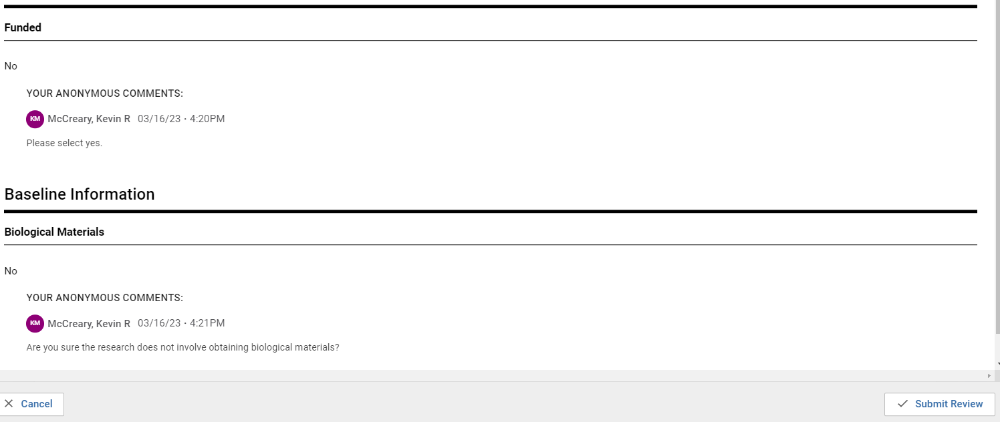 Funded
No
YOUR ANONYMOUS COMMENTS:
KM McCreary, Kevin R 03/16/23 · 4:20PM
Please select yes.
Baseline Information
Biological Materials
No
YOUR ANONYMOUS COMMENTS:
KM McCreary, Kevin R 03/16/23 · 4:21PM
Are you sure the research does not involve obtaining biological materials?
Cancel Submit Review